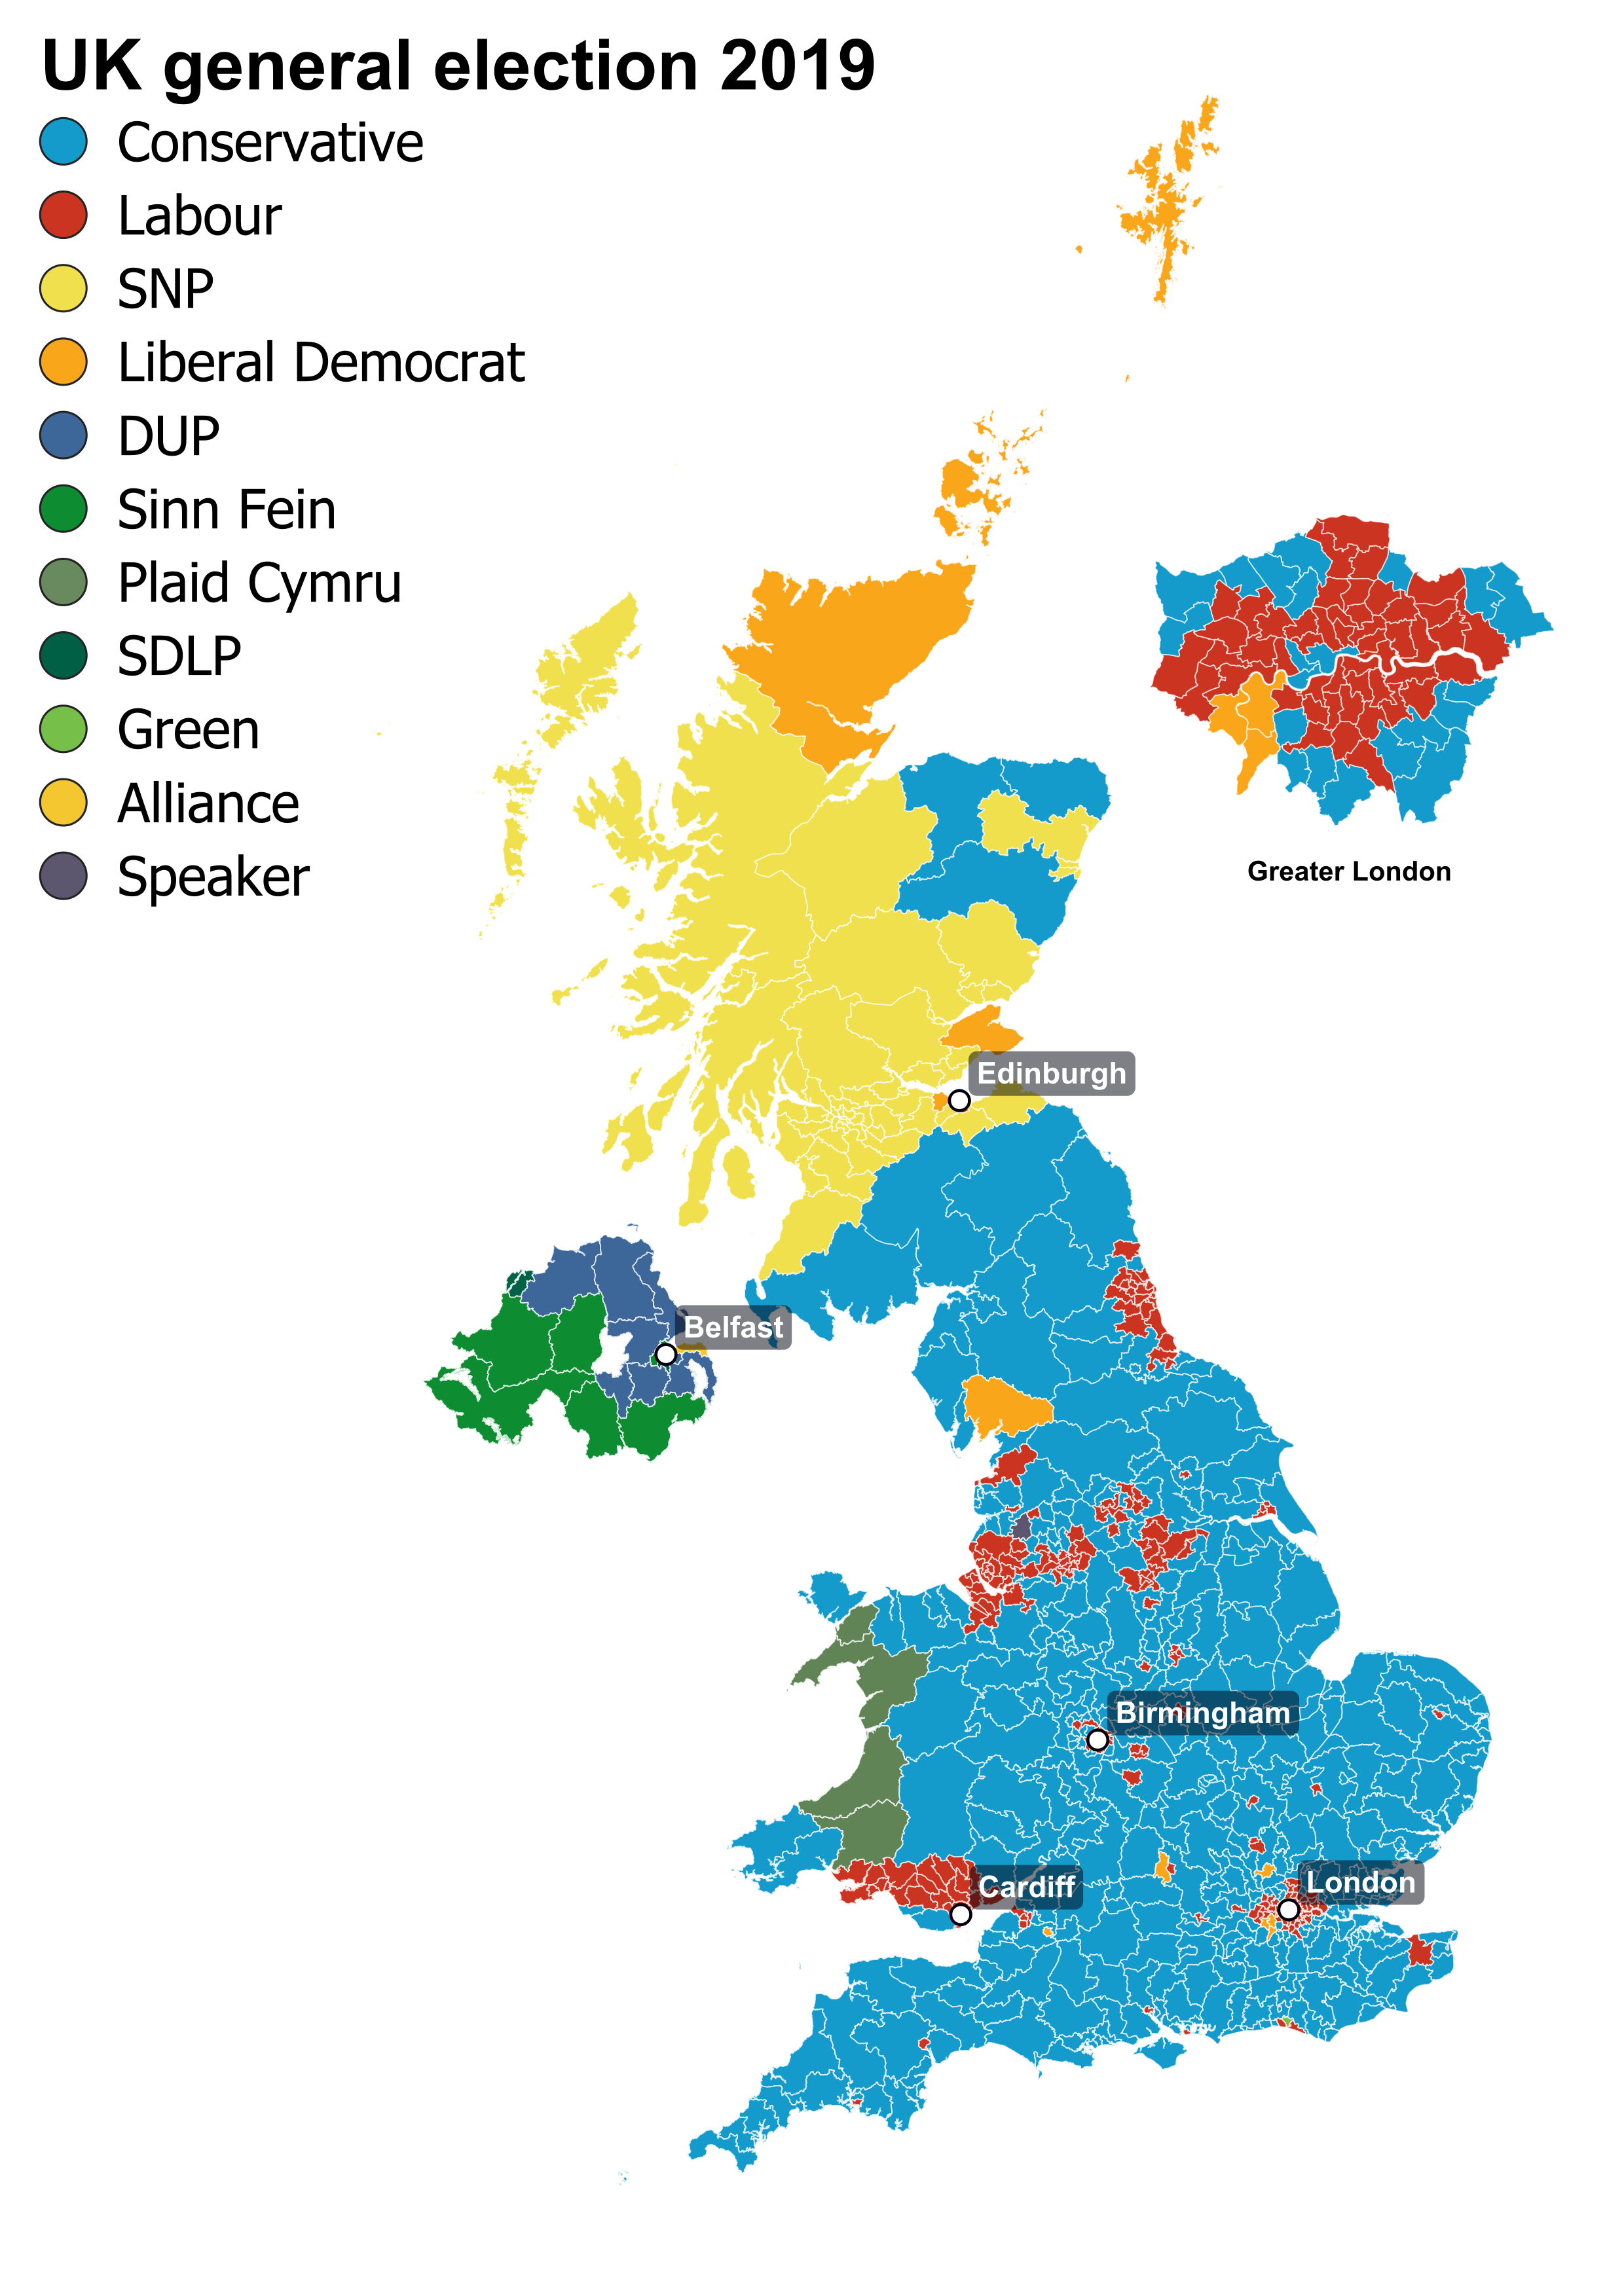 UK general election 2019
Conservative
Labour
SNP
Liberal Democrat
DUP
Sinn Fein
Plaid Cymru
SDLP
Green
Alliance
Speaker
Greater London
Edinburgh
Belfast
Birmingham
London
Cardiff